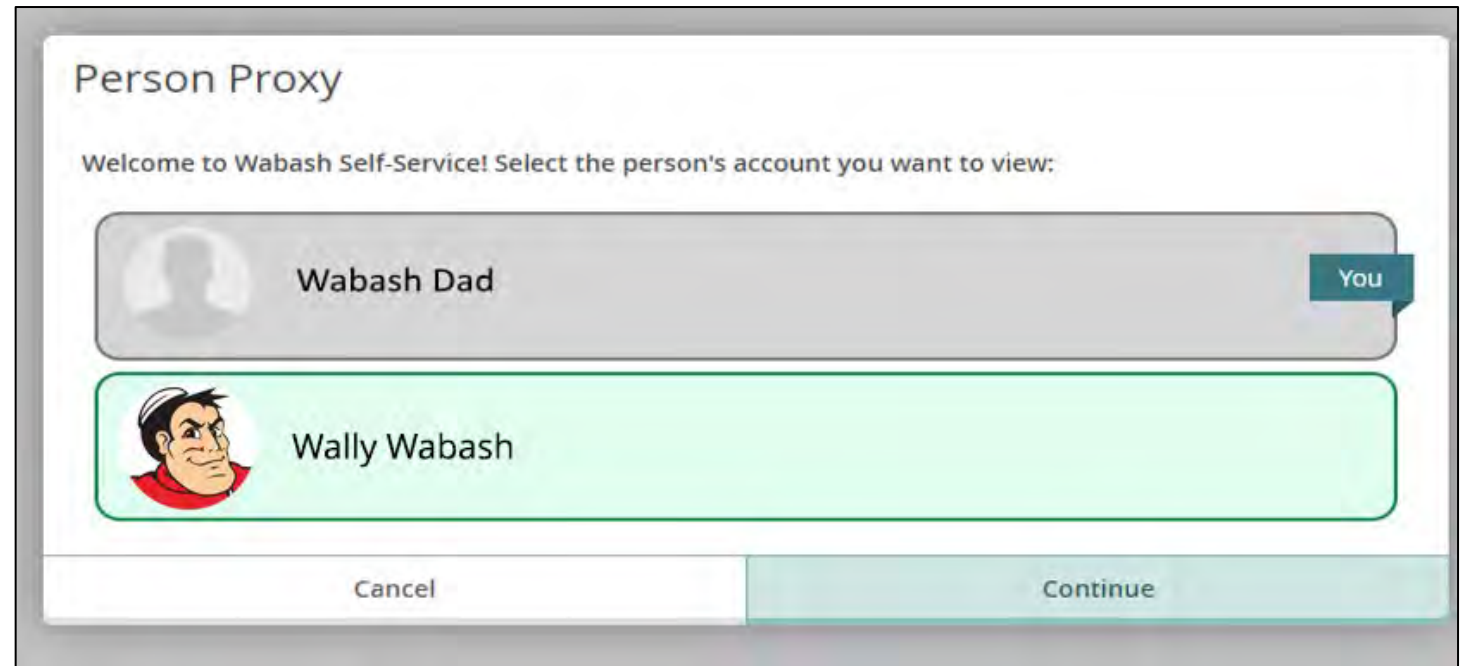 Person Proxy
Welcome to Wabash Self-Service! Select the person's account you want to view:
Wabash Dad
You
Wally Wabash
Cancel
Continue